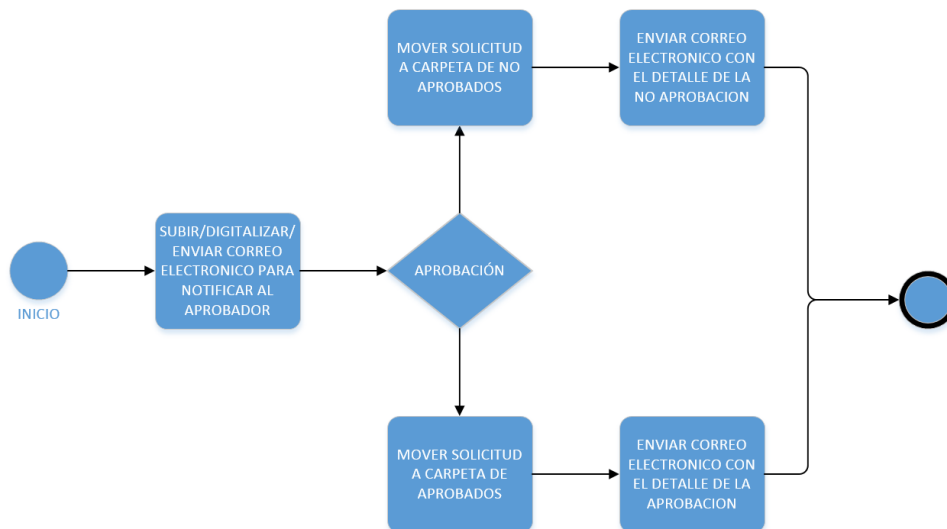 MOVER SOLICITUD
A CARPETA DE NO
APROBADOS
ENVIAR CORREO
ELECTRONICO CON
EL DETALLE DE LA
NO APROBACION
INICIO
SUBIR/DIGITALIZAR/
ENVIAR CORREO
ELECTRONICO PARA
NOTIFICAR AL
APROBADOR
APROBACIÓN
MOVER SOLICITUD
A CARPETA DE
APROBADOS
ENVIAR CORREO
ELECTRONICO CON
EL DETALLE DE LA
APROBACION